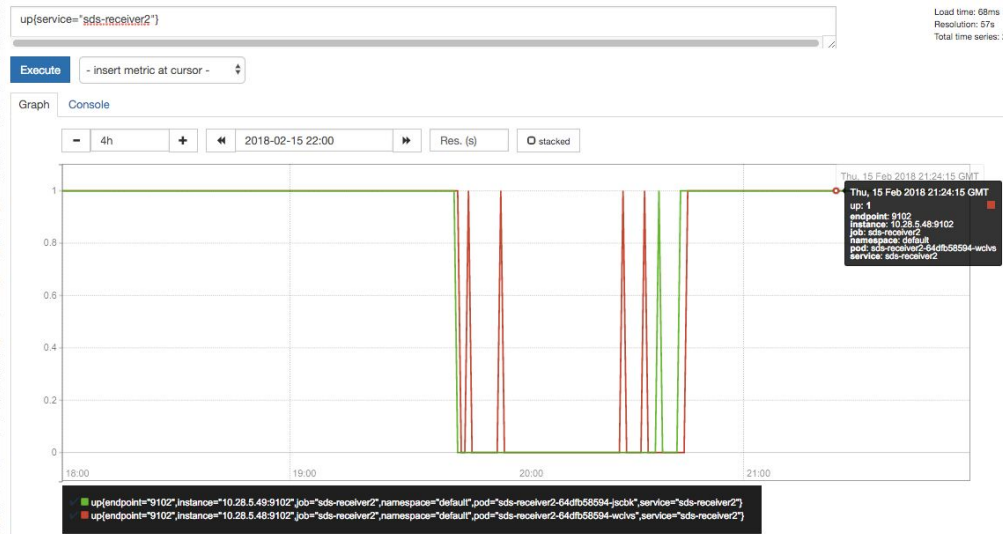 up{service="sds-receiver2"}
Load time: 68ms
Resolution: 57s
Total time series:
Execute
- insert metric at cursor -
Graph Console
- 4h + 2018-02-15 22:00 Res. (s) stacked
Thu, 15 Feb 2018 21:24:15 GMT
Thu, 15 Feb 2018 21:24:15 GMT
up: 1
endpoint: 9102
instance: 10.28.5.48:9102
job: sds-receiver2
namespace: default
pod: sds-receiver2-64dfb58594-wclvs
service: sds-receiver2
1
0.8
0.6
0.4
0.2
0
18:00 19:00 20:00 21:00
up{endpoint="9102",instance="10.28.5.49:9102",job="sds-receiver2",namespace="default",pod="sds-receiver2-64dfb58594-jscbk",service="sds-receiver2"}
up{endpoint="9102",instance="10.28.5.48:9102",job="sds-receiver2",namespace="default",pod="sds-receiver2-64dfb58594-wclvs",service="sds-receiver2"}